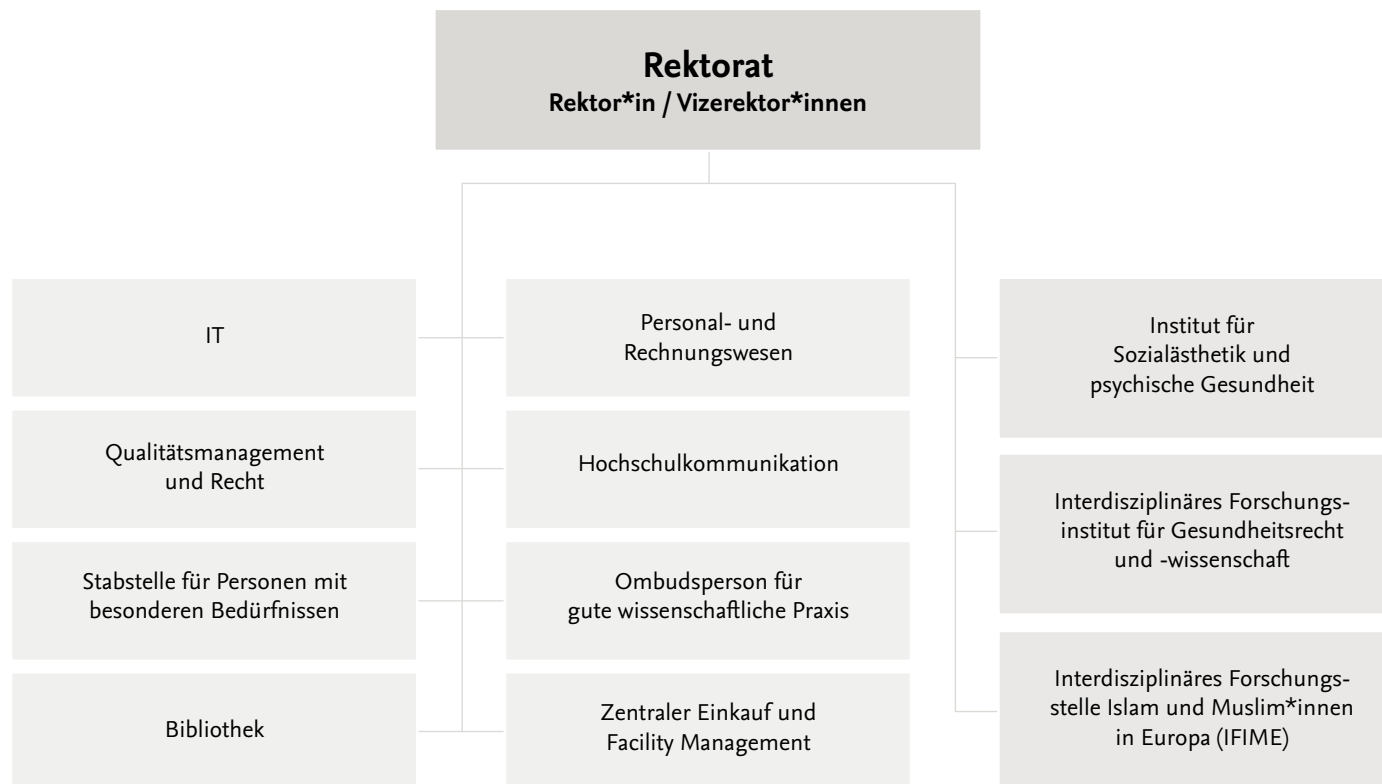 Rektorat
Rektor*in / Vizerektor*innen
IT
Qualitätsmanagement
und Recht
Stabstelle für Personen mit
besonderen Bedürfnissen
Bibliothek
Personal- und
Rechnungswesen
Hochschulkommunikation
Ombudsperson für
gute wissenschaftliche Praxis
Zentraler Einkauf und
Facility Management
Institut für
Sozialästhetik und
psychische Gesundheit
Interdisziplinäres Forschungs-
institut für Gesundheitsrecht
und -wissenschaft
Interdisziplinäres Forschungs-
stelle Islam und Muslim*innen
in Europa (IFIME)